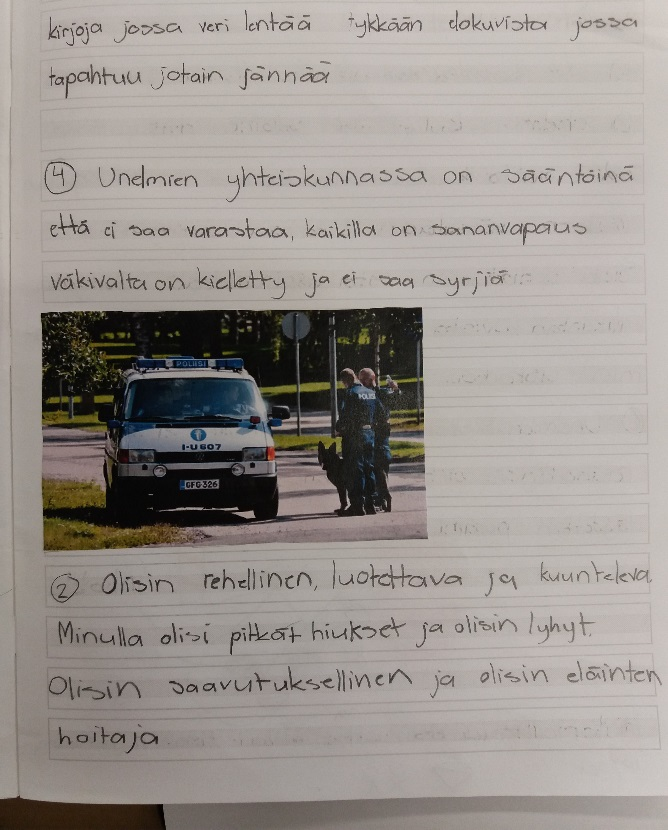 kirjoja jossa veri lentää tykkään dokuvista jossa
tapahtuu jotain jännää
④ Unelmien yhteiskunnassa on sääntöinä
että ei saa varastaa, kaikilla on sananvapaus
väkivalta on kielletty ja ei saa syrjiä
POLIISI
POLIISI
I-U 607
GFG-326
② Olisin rehellinen, luotettava ja kuunteleva.
Minulla olisi pitkät hiukset ja olisin lyhyt.
Olisin saavutuksellinen ja olisin eläinten
hoitaja